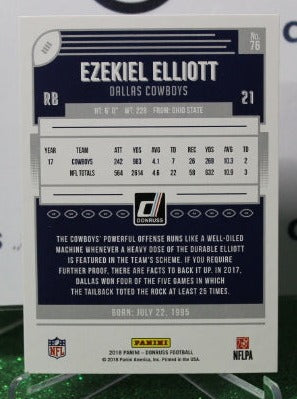 No. 76
EZEKIEL ELLIOTT
DALLAS COWBOYS
RB
21
HT: 6' 0" WT: 228 FROM: OHIO STATE
YEAR TEAM ATT YDS AVG TD REC YDS AVG TD
17 COWBOYS 242 983 4.1 7 26 269 10.3 2
NFL TOTALS 564 2614 4.6 22 58 632 10.9 3
DONRUSS
THE COWBOYS' POWERFUL OFFENSE RUNS LIKE A WELL-OILED
MACHINE WHENEVER A HEAVY DOSE OF THE DURABLE ELLIOTT
IS FEATURED IN THE TEAM'S SCHEME. IF YOU REQUIRE
FURTHER PROOF, THERE ARE FACTS TO BACK IT UP. IN 2017,
DALLAS WON FOUR OF THE FIVE GAMES IN WHICH
THE TAILBACK TOTED THE ROCK AT LEAST 25 TIMES.
BORN: JULY 22, 1995
NFL
PANINI
NFLPA
2018 PANINI - DONRUSS FOOTBALL
© 2018 Panini America, Inc. Printed in the USA.